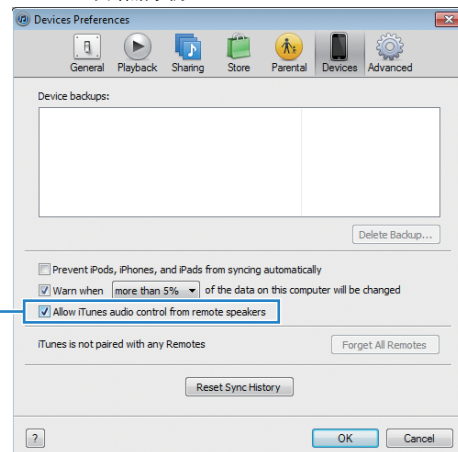 Devices Preferences
General Playback Sharing Store Parental Devices Advanced
Device backups:
Delete Backup...
Prevent iPods, iPhones, and iPads from syncing automatically
Warn when more than 5% of the data on this computer will be changed
Allow iTunes audio control from remote speakers
iTunes is not paired with any Remotes Forget All Remotes
Reset Sync History
? OK Cancel